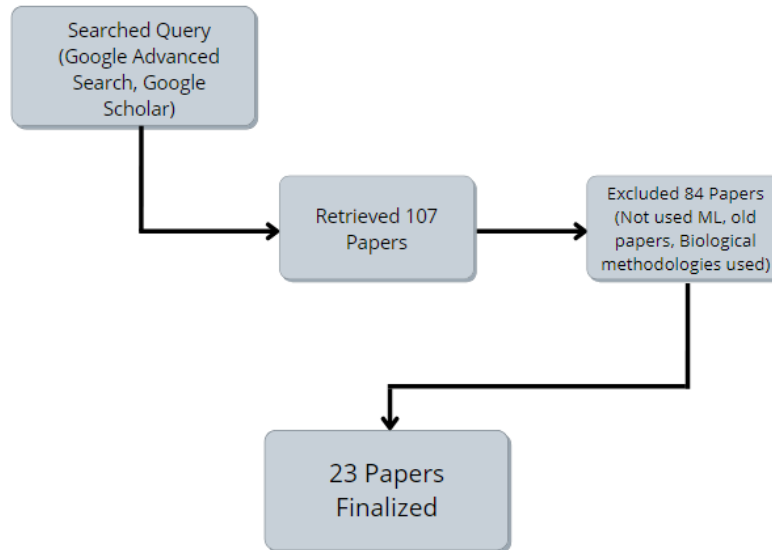 Searched Query
(Google Advanced
Search, Google
Scholar)
Retrieved 107
Papers
Excluded 84 Papers
(Not used ML, old
papers, Biological
methodologies used)
23 Papers
Finalized